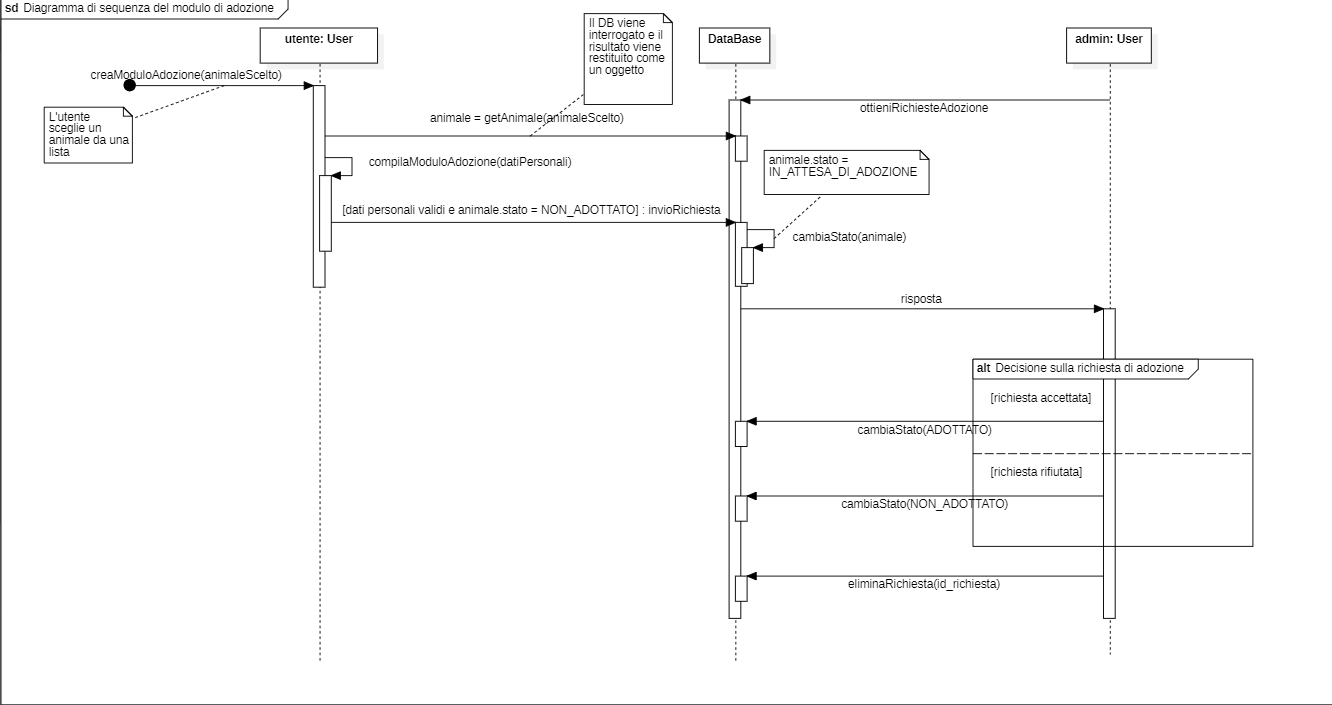 sd Diagramma di sequenza del modulo di adozione
utente: User
Il DB viene
interrogato e il
risultato viene
restituito come
un oggetto
DataBase
admin: User
creaModuloAdozione(animaleScelto)
L'utente
sceglie un
animale da una
lista
ottieniRichiesteAdozione
animale = getAnimale(animaleScelto)
compilaModuloAdozione(datiPersonali)
animale.stato =
IN_ATTESA_DI_ADOZIONE
[dati personali validi e animale.stato = NON_ADOTTATO] : invioRichiesta
cambiaStato(animale)
risposta
alt Decisione sulla richiesta di adozione
[richiesta accettata]
cambiaStato(ADOTTATO)
[richiesta rifiutata]
cambiaStato(NON_ADOTTATO)
eliminaRichiesta(id_richiesta)